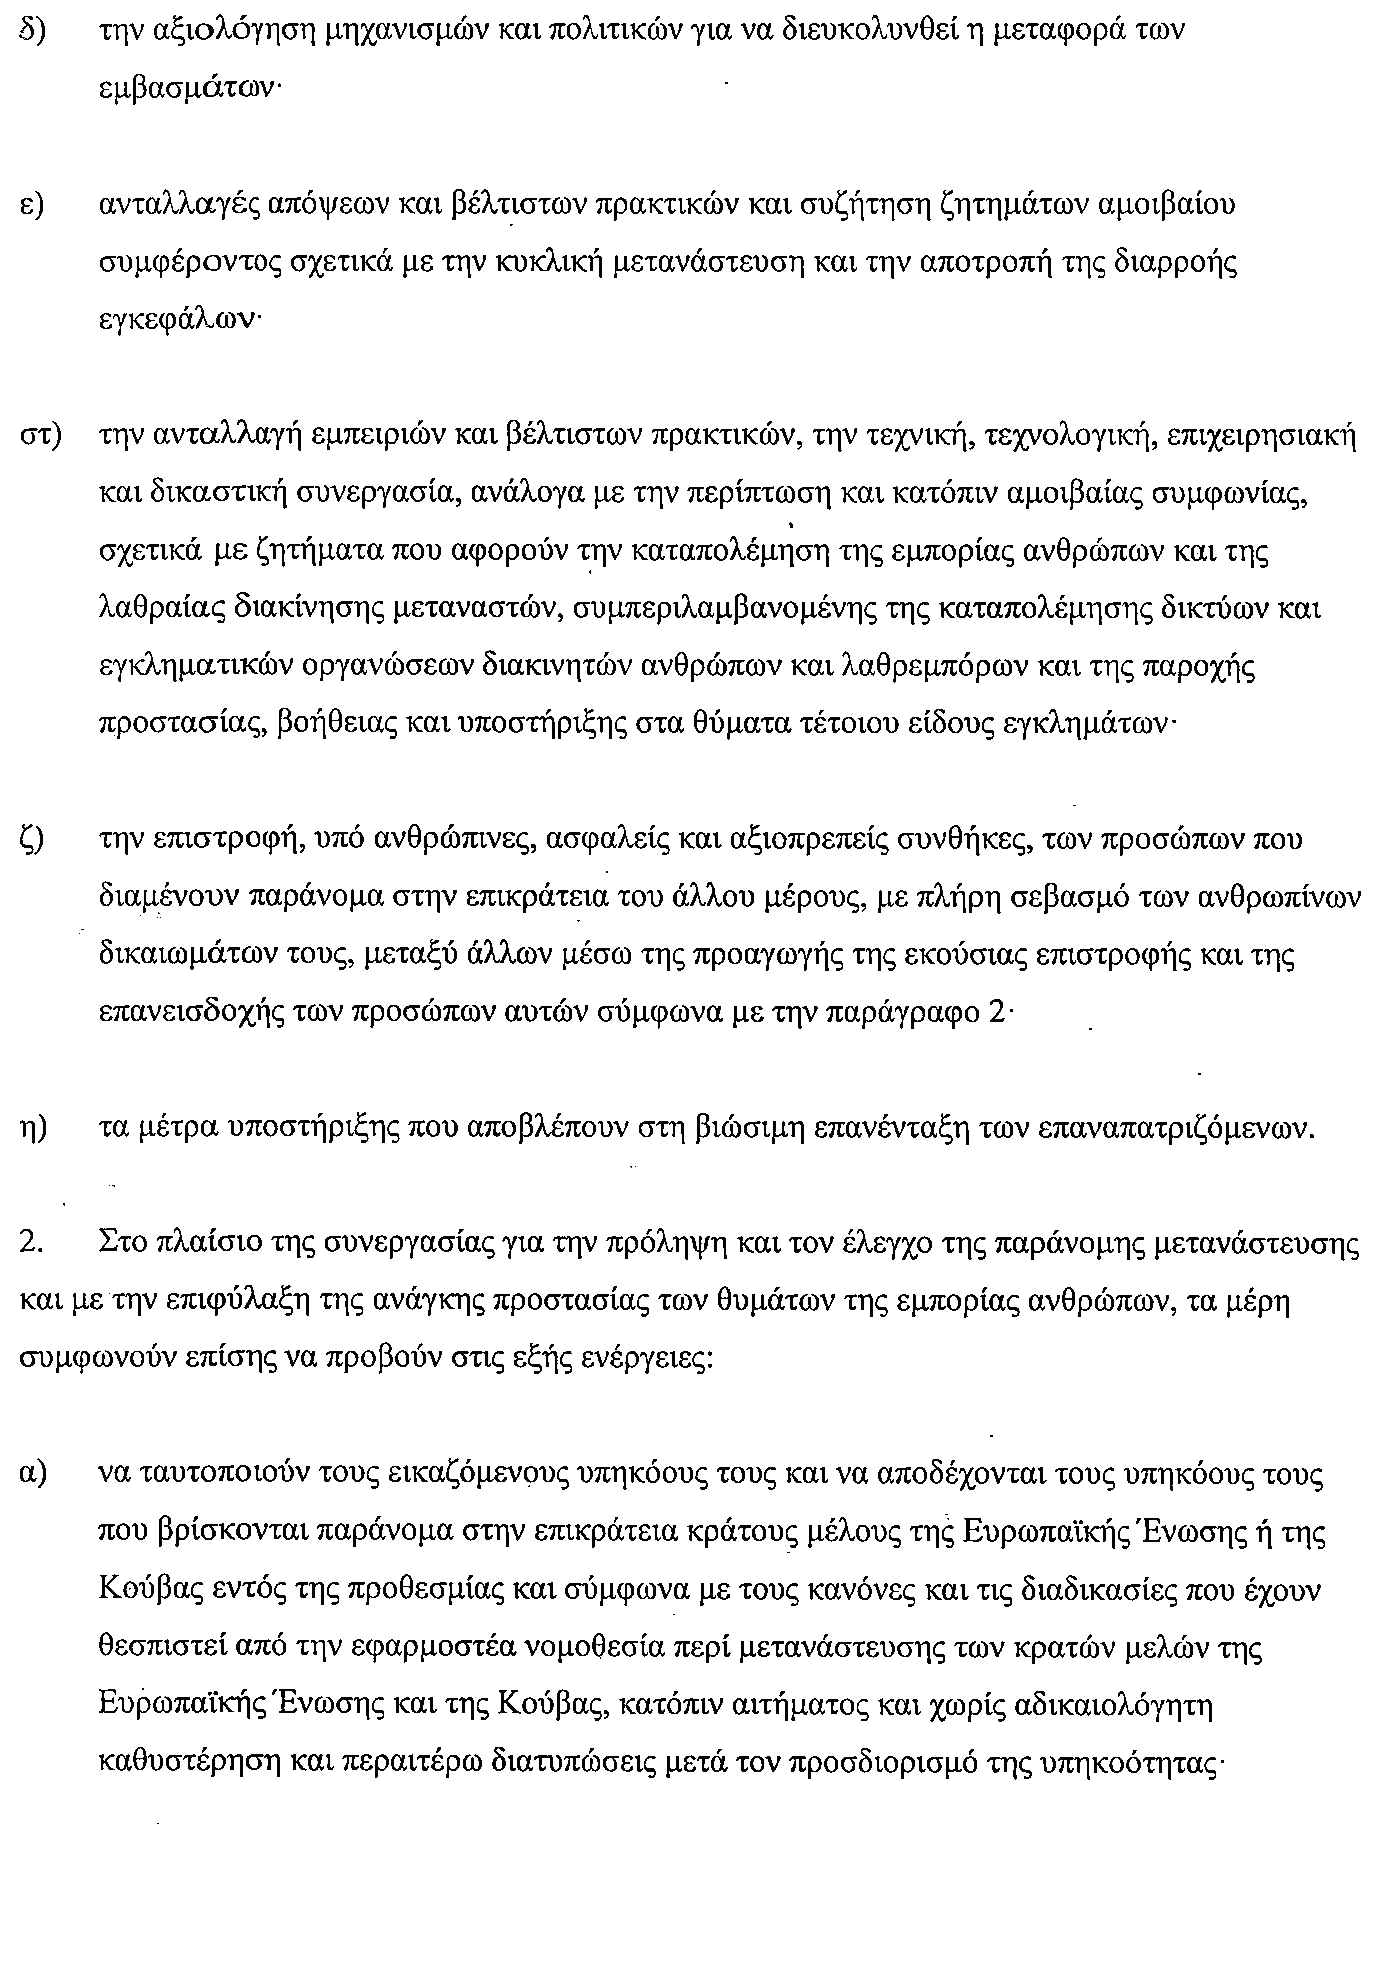 δ) την αξιολόγηση μηχανισμών και πολιτικών για να διευκολυνθεί η μεταφορά των
εμβασμάτων·
ε) ανταλλαγές απόψεων και βέλτιστων πρακτικών και συζήτηση ζητημάτων αμοιβαίου
συμφέροντος σχετικά με την κυκλική μετανάστευση και την αποτροπή της διαρροής
εγκεφάλων·
στ) την ανταλλαγή εμπειριών και βέλτιστων πρακτικών, την τεχνική, τεχνολογική, επιχειρησιακή
και δικαστική συνεργασία, ανάλογα με την περίπτωση και κατόπιν αμοιβαίας συμφωνίας,
σχετικά με ζητήματα που αφορούν την καταπολέμηση της εμπορίας ανθρώπων και της
λαθραίας διακίνησης μεταναστών, συμπεριλαμβανομένης της καταπολέμησης δικτύων και
εγκληματικών οργανώσεων διακινητών ανθρώπων και λαθρεμπόρων και της παροχής
προστασίας, βοήθειας και υποστήριξης στα θύματα τέτοιου είδους εγκλημάτων·
ζ) την επιστροφή, υπό ανθρώπινες, ασφαλείς και αξιοπρεπείς συνθήκες, των προσώπων που
διαμένουν παράνομα στην επικράτεια του άλλου μέρους, με πλήρη σεβασμό των ανθρωπίνων
δικαιωμάτων τους, μεταξύ άλλων μέσω της προαγωγής της εκούσιας επιστροφής και της
επανεισδοχής των προσώπων αυτών σύμφωνα με την παράγραφο 2·
η) τα μέτρα υποστήριξης που αποβλέπουν στη βιώσιμη επανένταξη των επαναπατριζόμενων.
2. Στο πλαίσιο της συνεργασίας για την πρόληψη και τον έλεγχο της παράνομης μετανάστευσης
και με την επιφύλαξη της ανάγκης προστασίας των θυμάτων της εμπορίας ανθρώπων, τα μέρη
συμφωνούν επίσης να προβούν στις εξής ενέργειες:
α) να ταυτοποιούν τους εικαζόμενους υπηκόους τους και να αποδέχονται τους υπηκόους τους
που βρίσκονται παράνομα στην επικράτεια κράτους μέλους της Ευρωπαϊκής Ένωσης ή της
Κούβας εντός της προθεσμίας και σύμφωνα με τους κανόνες και τις διαδικασίες που έχουν
θεσπιστεί από την εφαρμοστέα νομοθεσία περί μετανάστευσης των κρατών μελών της
Ευρωπαϊκής Ένωσης και της Κούβας, κατόπιν αιτήματος και χωρίς αδικαιολόγητη
καθυστέρηση και περαιτέρω διατυπώσεις μετά τον προσδιορισμό της υπηκοότητας·